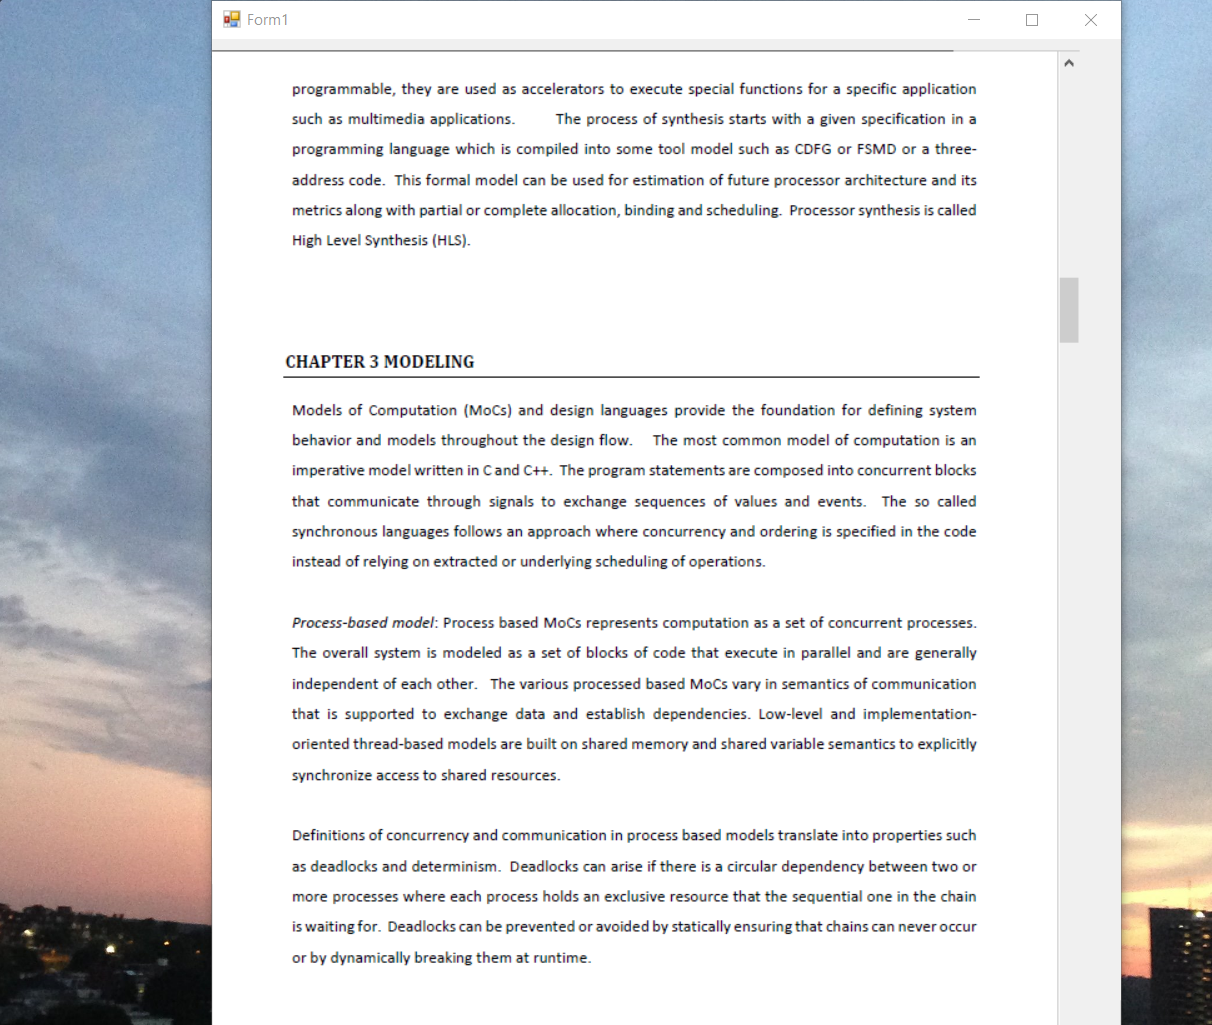 Form1
programmable, they are used as accelerators to execute special functions for a specific application
such as multimedia applications. The process of synthesis starts with a given specification in a
programming language which is compiled into some tool model such as CDFG or FSMD or a three-
address code. This formal model can be used for estimation of future processor architecture and its
metrics along with partial or complete allocation, binding and scheduling. Processor synthesis is called
High Level Synthesis (HLS).
CHAPTER 3 MODELING
Models of Computation (MoCs) and design languages provide the foundation for defining system
behavior and models throughout the design flow. The most common model of computation is an
imperative model written in C and C++. The program statements are composed into concurrent blocks
that communicate through signals to exchange sequences of values and events. The so called
synchronous languages follows an approach where concurrency and ordering is specified in the code
instead of relying on extracted or underlying scheduling of operations.
Process-based model: Process based MoCs represents computation as a set of concurrent processes.
The overall system is modeled as a set of blocks of code that execute in parallel and are generally
independent of each other. The various processed based MoCs vary in semantics of communication
that is supported to exchange data and establish dependencies. Low-level and implementation-
oriented thread-based models are built on shared memory and shared variable semantics to explicitly
synchronize access to shared resources.
Definitions of concurrency and communication in process based models translate into properties such
as deadlocks and determinism. Deadlocks can arise if there is a circular dependency between two or
more processes where each process holds an exclusive resource that the sequential one in the chain
is waiting for. Deadlocks can be prevented or avoided by statically ensuring that chains can never occur
or by dynamically breaking them at runtime.